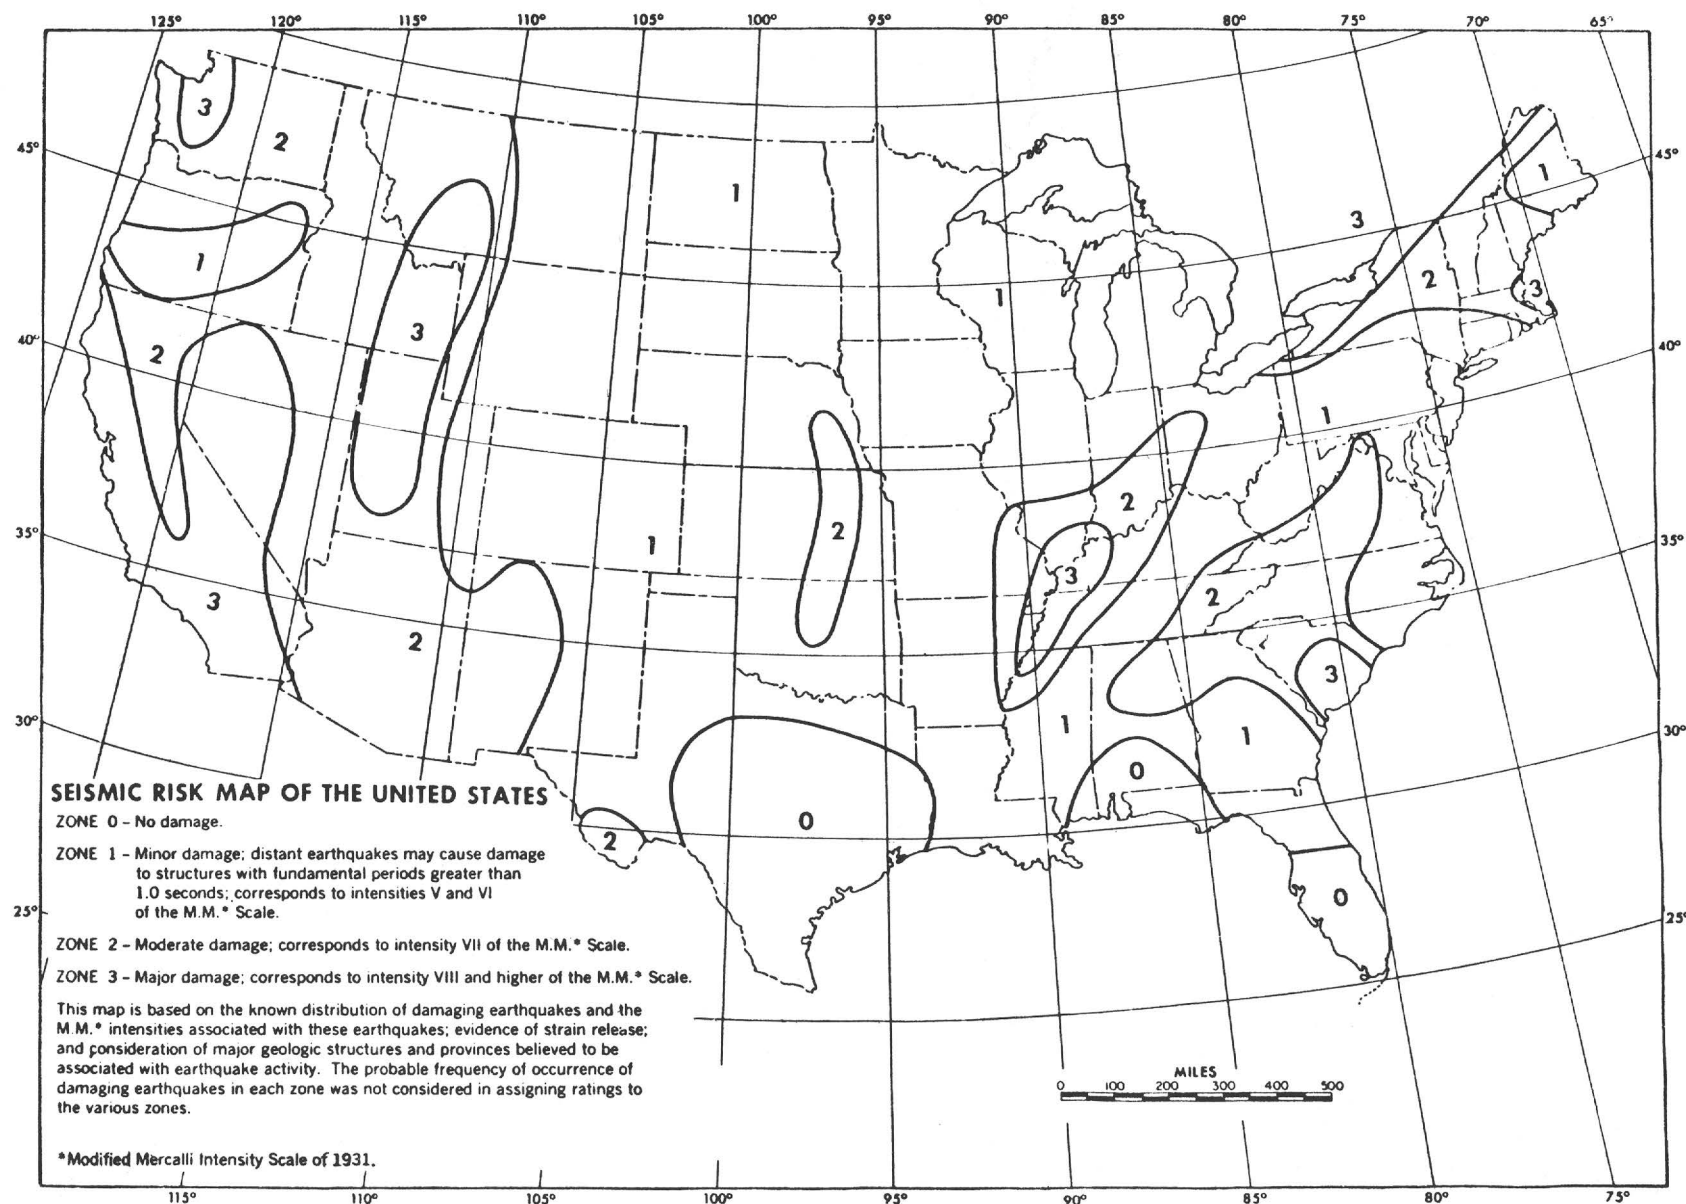 125° 120° 115° 110° 105° 100° 95° 90° 85° 80° 75° 70° 65°
3
2
45°
45°
1
1
3
1
2
1
3
3
2
40°
40°
1
2
2
35°
35°
1
3
3
2
2
3
30°
30°
1
1
0
0
2
0
25°
25°
SEISMIC RISK MAP OF THE UNITED STATES
ZONE 0 – No damage.
ZONE 1 – Minor damage; distant earthquakes may cause damage
to structures with fundamental periods greater than
1.0 seconds; corresponds to intensities V and VI
of the M.M.* Scale.
ZONE 2 – Moderate damage; corresponds to intensity VII of the M.M.* Scale.
ZONE 3 – Major damage; corresponds to intensity VIII and higher of the M.M.* Scale.
This map is based on the known distribution of damaging earthquakes and the
M.M.* intensities associated with these earthquakes; evidence of strain release;
and consideration of major geologic structures and provinces believed to be
associated with earthquake activity. The probable frequency of occurrence of
damaging earthquakes in each zone was not considered in assigning ratings to
the various zones.
*Modified Mercalli Intensity Scale of 1931.
MILES
0 100 200 300 400 500
115° 110° 105° 100° 95° 90° 85° 80° 75°